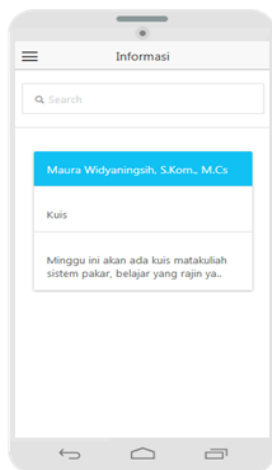 Informasi
Search
Maura Widyaningsih, S.Kom., M.Cs
Kuis
Minggu ini akan ada kuis matakuliah
sistem pakar, belajar yang rajin ya..